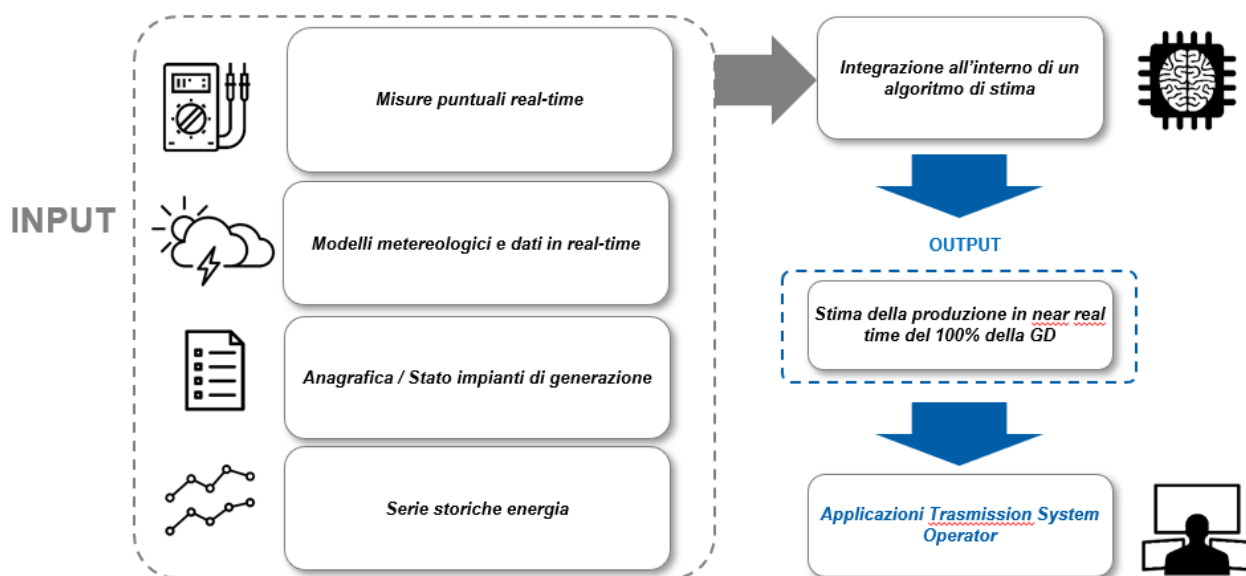 INPUT
Misure puntuali real-time
Modelli metereologici e dati in real-time
Anagrafica / Stato impianti di generazione
Serie storiche energia
Integrazione all'interno di un
algoritmo di stima
OUTPUT
Stima della produzione in near real
time del 100% della GD
Applicazioni Trasmission System
Operator